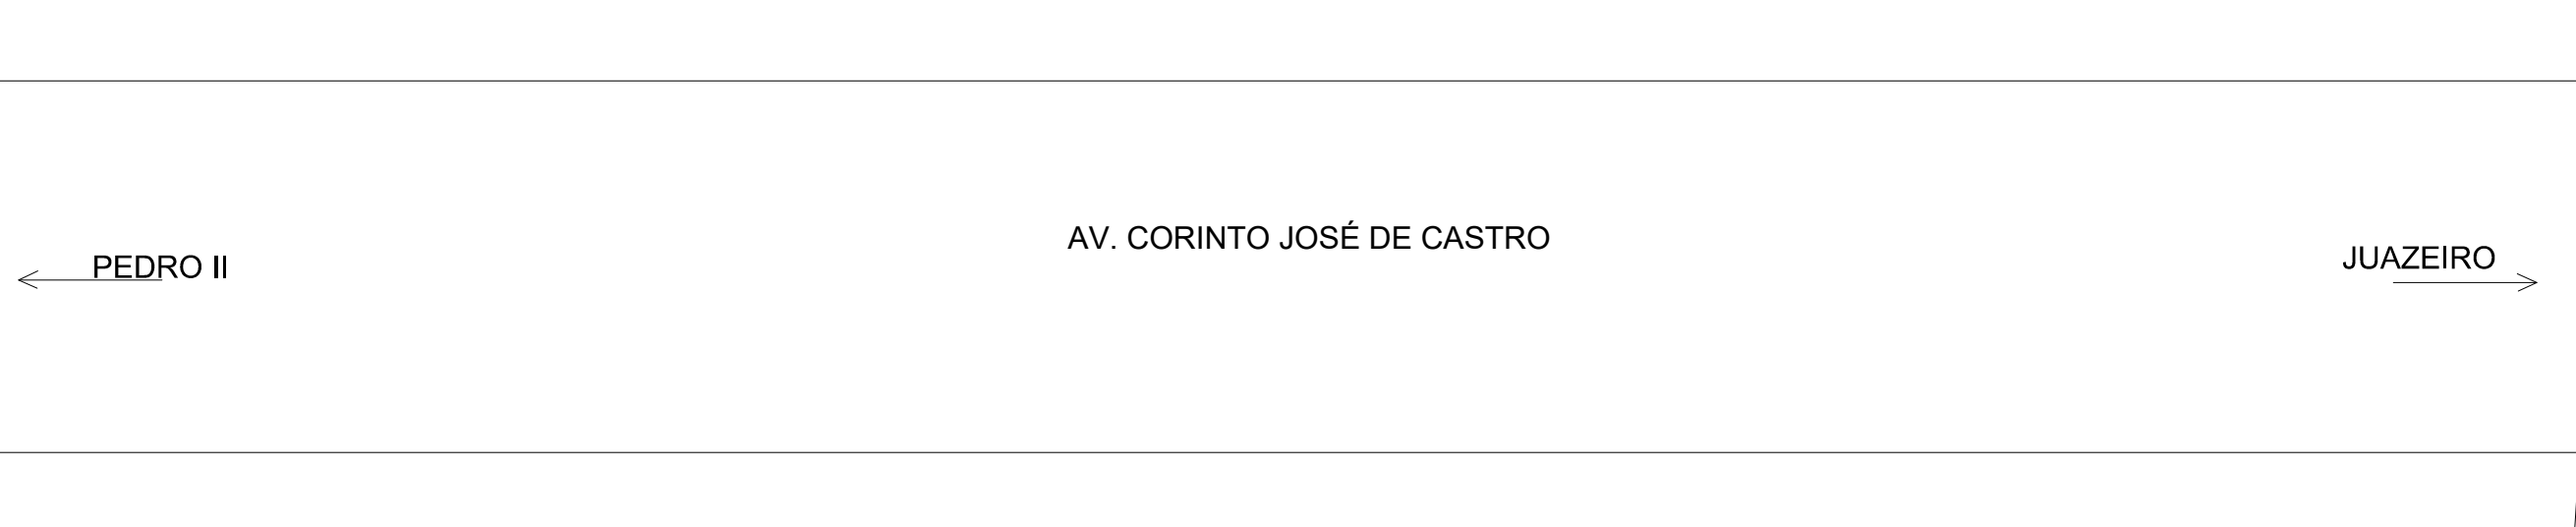 AV. CORINTO JOSÉ DE CASTRO
PEDRO II
JUAZEIRO